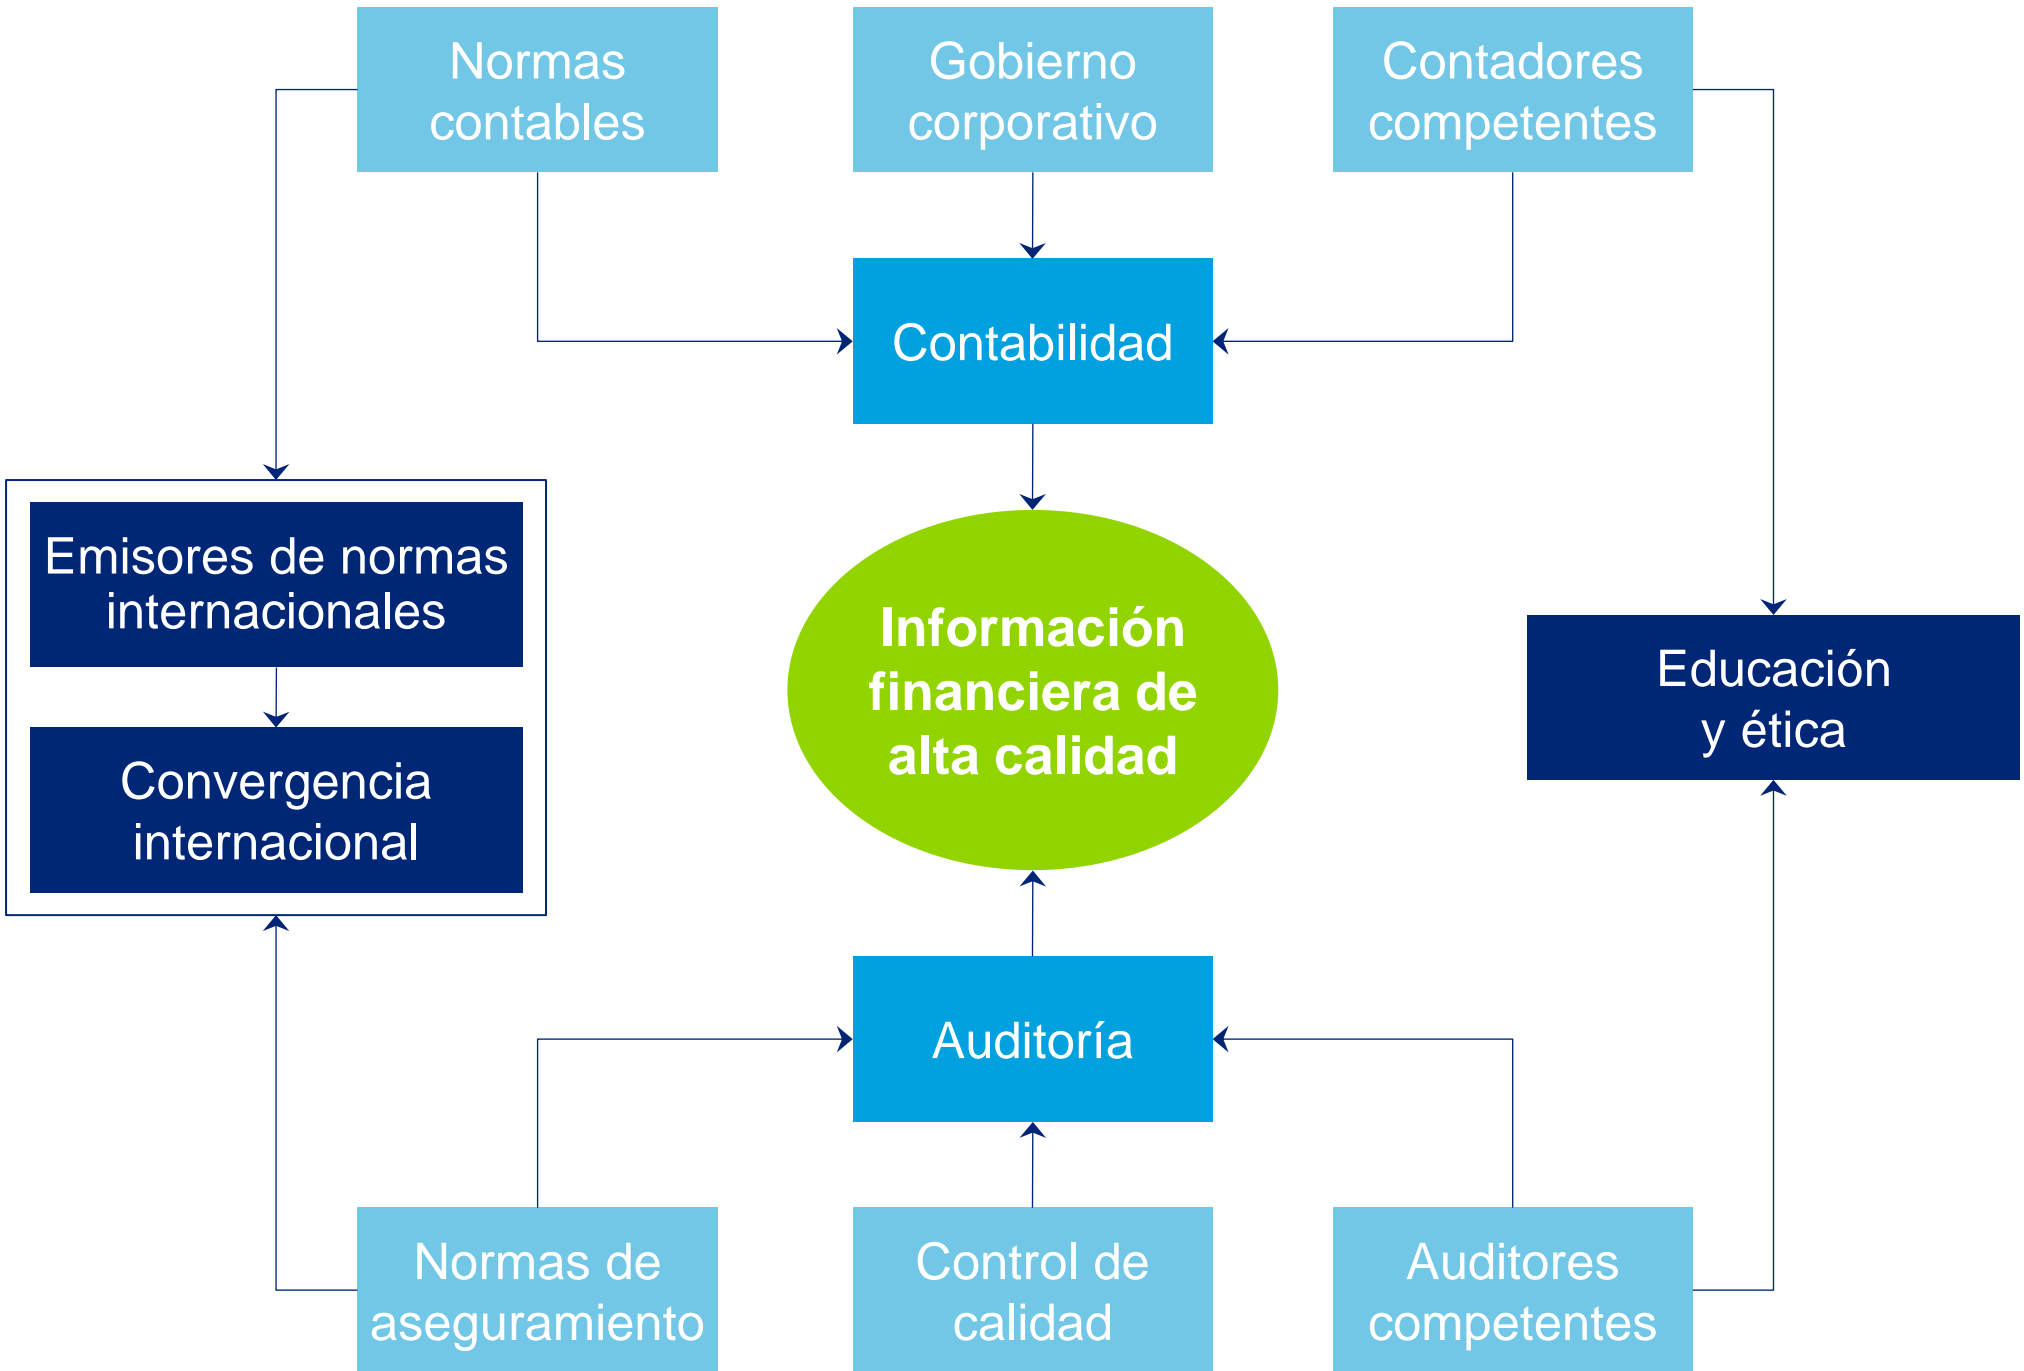 Normas
contables
Gobierno
corporativo
Contadores
competentes
Contabilidad
Emisores de normas
internacionales
Convergencia
internacional
Información
financiera de
alta calidad
Educación
y ética
Auditoría
Normas de
aseguramiento
Control de
calidad
Auditores
competentes